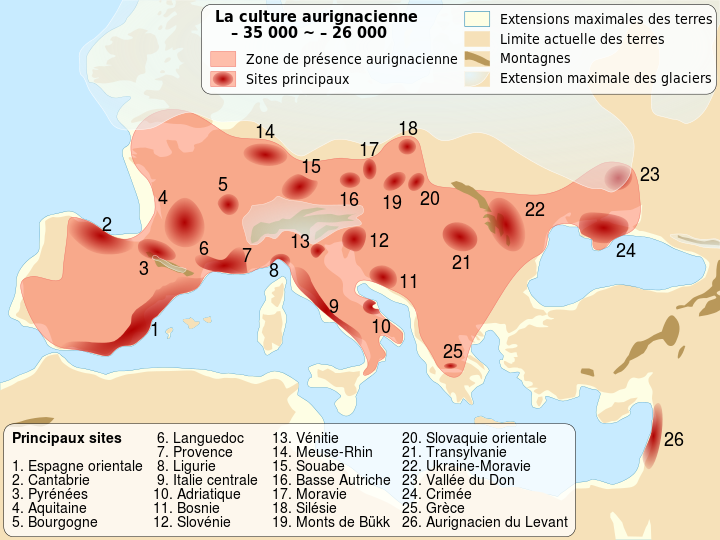 La culture aurignacienne
– 35 000 ~ – 26 000
Zone de présence aurignacienne
Sites principaux
Extensions maximales des terres
Limite actuelle des terres
Montagnes
Extension maximale des glaciers
18
14
17
15
23
5
16
19
20
4
22
2
6
7
13
12
24
3
21
8
11
9
10
1
25
26
Principaux sites
1. Espagne orientale
2. Cantabrie
3. Pyrénées
4. Aquitaine
5. Bourgogne
6. Languedoc
7. Provence
8. Ligurie
9. Italie centrale
10. Adriatique
11. Bosnie
12. Slovénie
13. Vénitie
14. Meuse-Rhin
15. Souabe
16. Basse Autriche
17. Moravie
18. Silésie
19. Monts de Bükk
20. Slovaquie orientale
21. Transylvanie
22. Ukraine-Moravie
23. Vallée du Don
24. Crimée
25. Grèce
26. Aurignacien du Levant